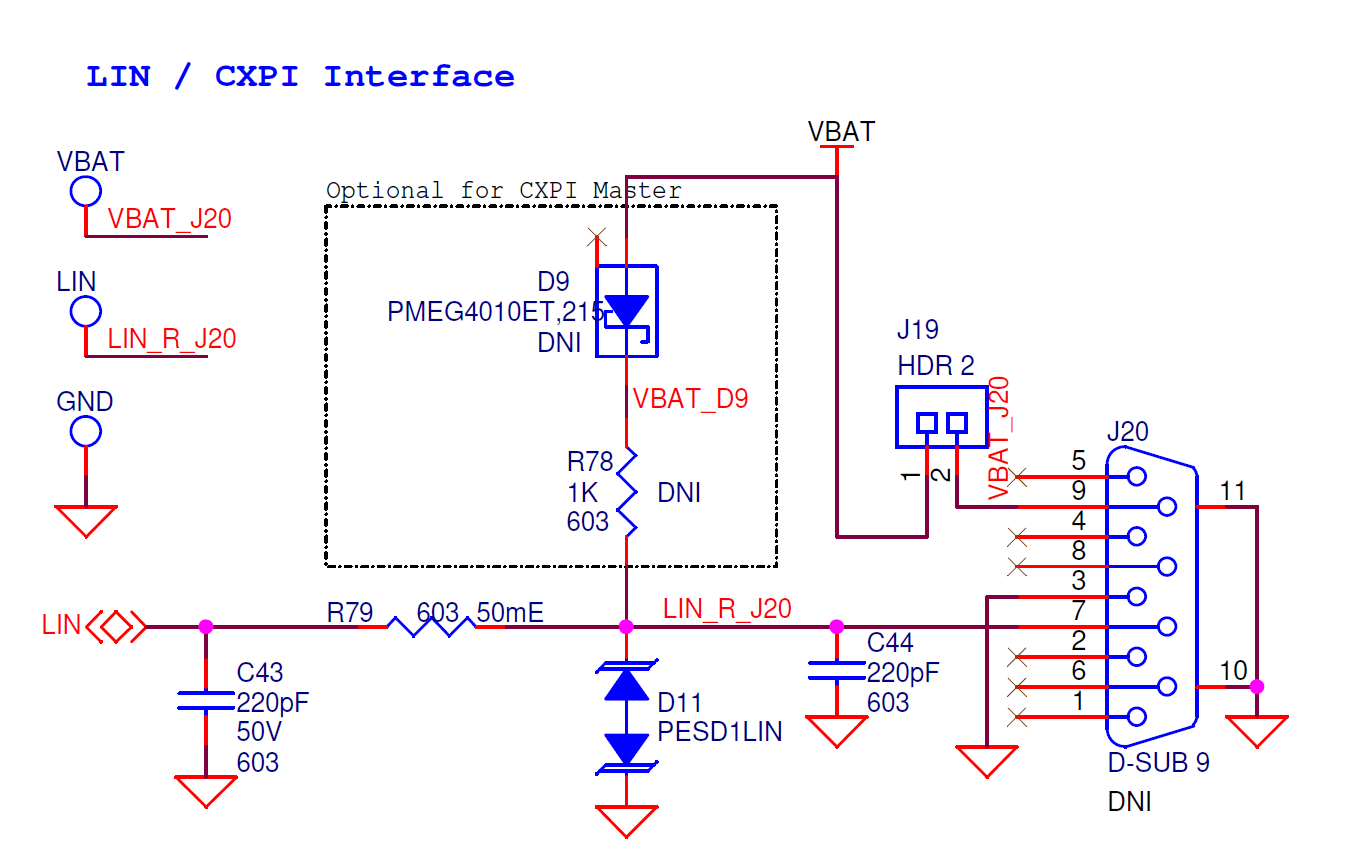 LIN / CXPI Interface
VBAT
VBAT_J20
LIN
LIN_R_J20
GND
VBAT
Optional for CXPI Master
D9
PMEG4010ET,215
DNI
VBAT_D9
R78
1K
603
DNI
J19
HDR 2
1
2
VBAT_J20
J20
5
9
4
8
3
7
2
6
1
11
10
D-SUB 9
DNI
LIN
R79 603 50mE
LIN_R_J20
C43
220pF
50V
603
D11
PESD1LIN
C44
220pF
603